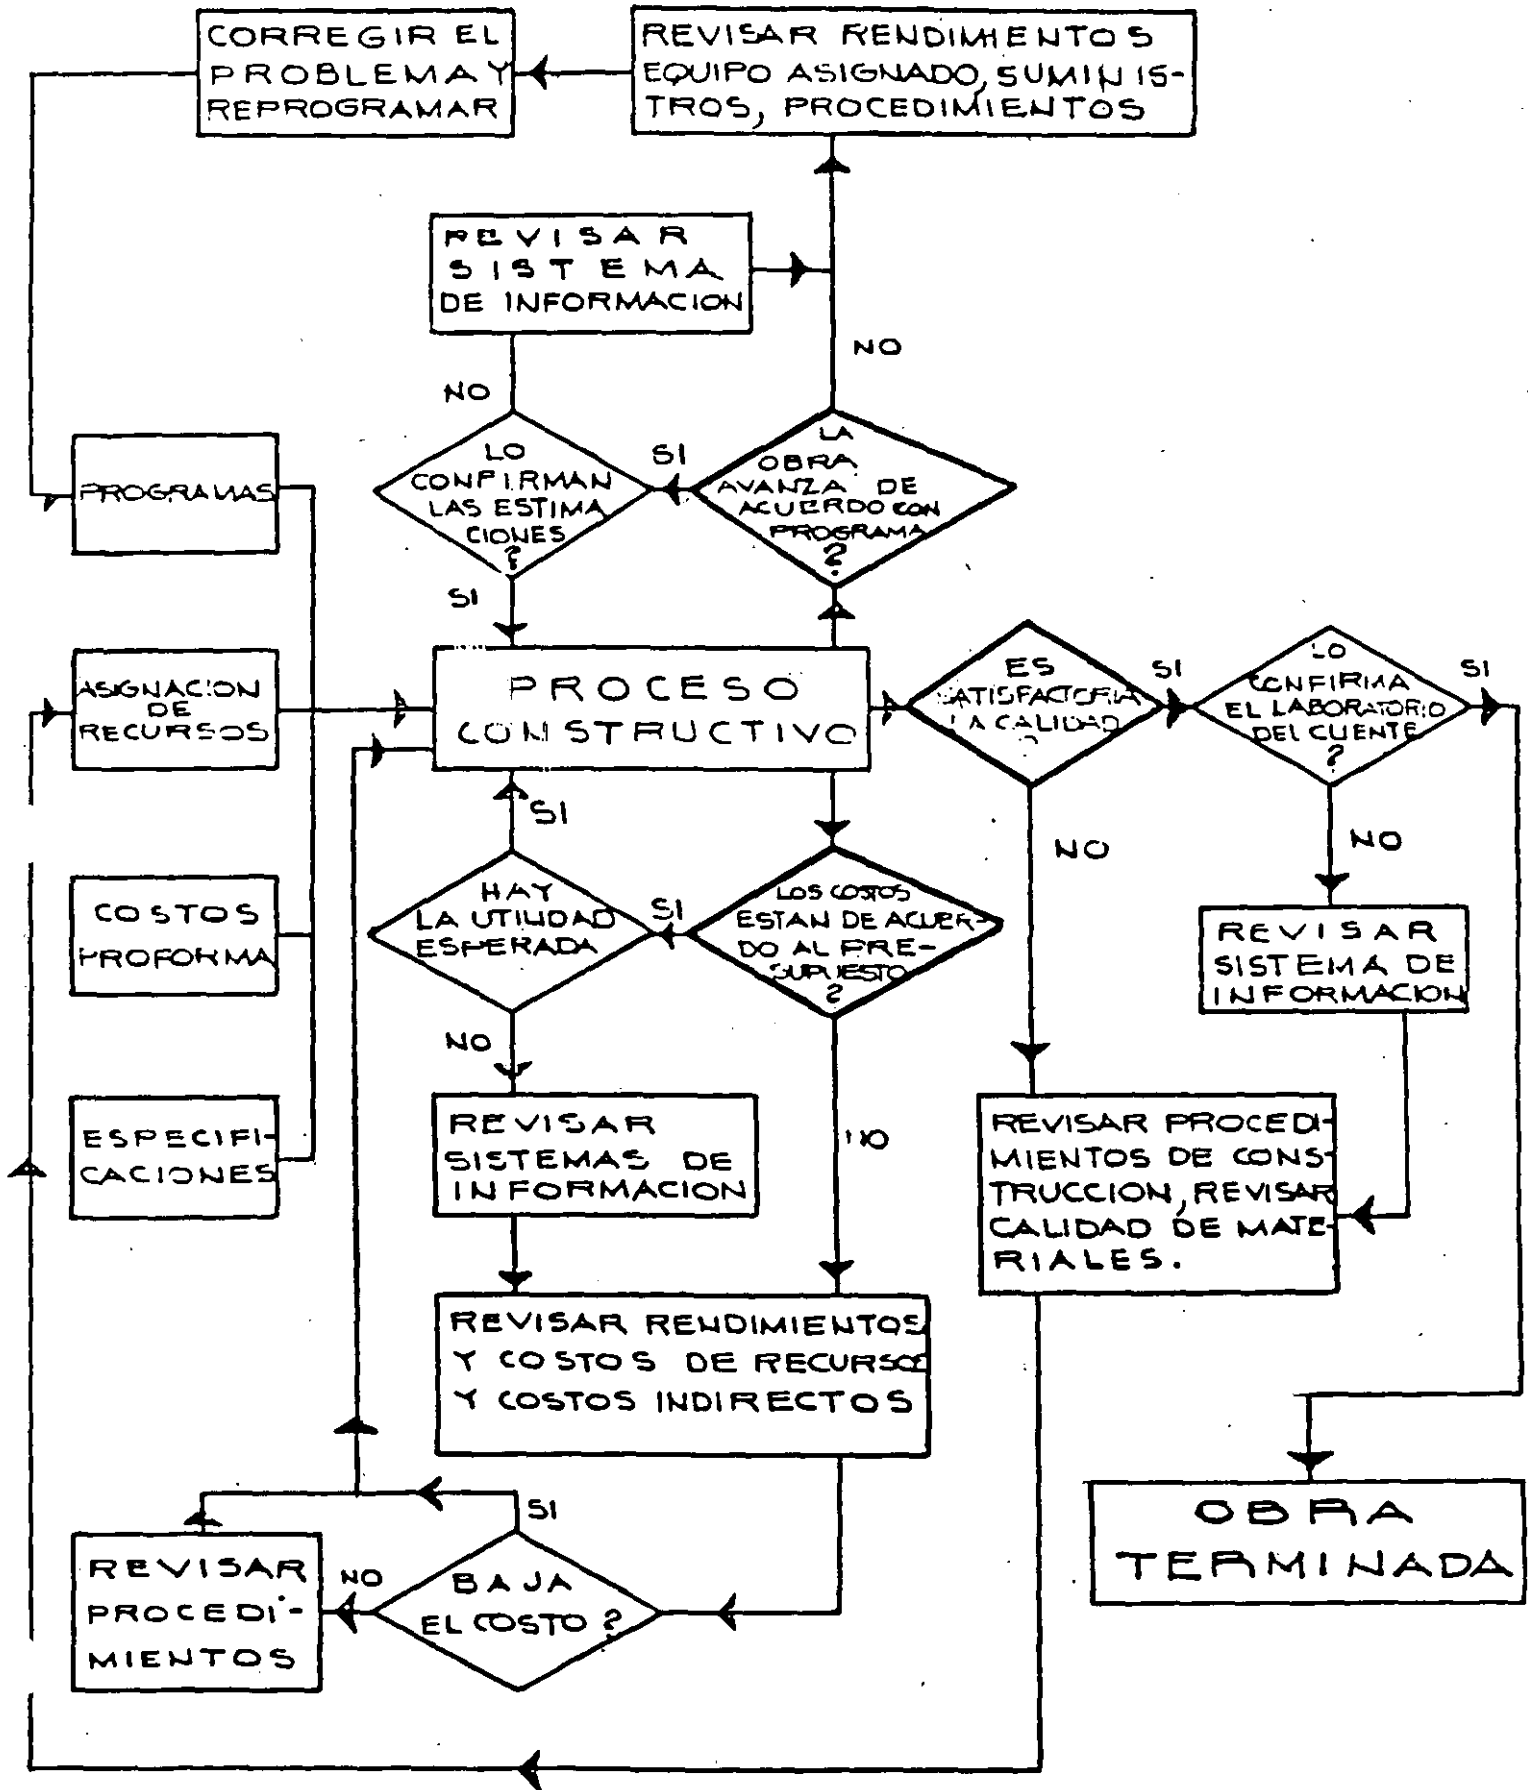 CORREGIR EL
PROBLEMA Y
REPROGRAMAR
REVISAR RENDIMIENTOS
EQUIPO ASIGNADO, SUMINIS-
TROS, PROCEDIMIENTOS
REVISAR
SISTEMA
DE INFORMACION
NO
NO
LO
CONFIRMAN
LAS ESTIMA
CIONES
?
SI
LA
OBRA
AVANZA DE
ACUERDO CON
PROGRAMA
?
PROGRAMAS
SI
ASIGNACION
DE
RECURSOS
PROCESO
CONSTRUCTIVO
ES
SATISFACTORIA
LA CALIDAD
?
SI
LO
CONFIRMA
EL LABORATORIO
DEL CLIENTE
?
SI
SI
NO
NO
COSTOS
PROFORMA
HAY
LA UTILIDAD
ESPERADA
SI
LOS COSTOS
ESTAN DE ACUER-
DO AL PRE-
SUPUESTO
?
REVISAR
SISTEMA DE
INFORMACION
NO
NO
ESPECIFI-
CACIONES
REVISAR
SISTEMAS DE
INFORMACION
REVISAR PROCEDI-
MIENTOS DE CONS-
TRUCCION, REVISAR
CALIDAD DE MATE-
RIALES.
REVISAR RENDIMIENTOS
Y COSTOS DE RECURSOS
Y COSTOS INDIRECTOS
SI
REVISAR
PROCEDI-
MIENTOS
NO
BAJA
EL COSTO ?
OBRA
TERMINADA